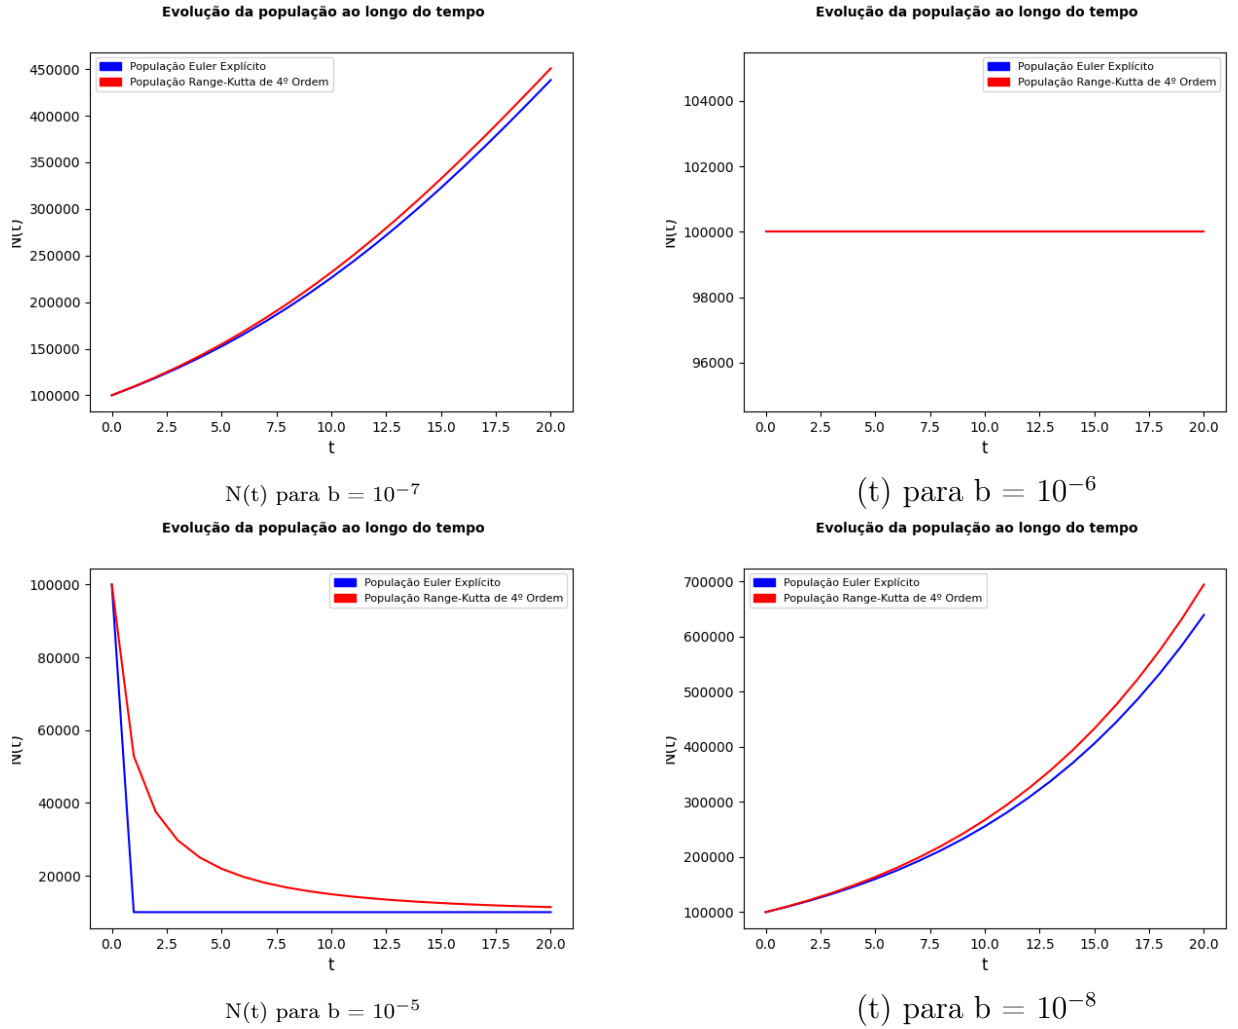 Evolução da população ao longo do tempo
População Euler Explícito
População Range-Kutta de 4º Ordem
450000
400000
350000
300000
250000
200000
150000
100000
N(t)
0.0 2.5 5.0 7.5 10.0 12.5 15.0 17.5 20.0
t
N(t) para b = 10⁻⁷
Evolução da população ao longo do tempo
População Euler Explícito
População Range-Kutta de 4º Ordem
104000
102000
100000
98000
96000
N(t)
0.0 2.5 5.0 7.5 10.0 12.5 15.0 17.5 20.0
t
(t) para b = 10⁻⁶
Evolução da população ao longo do tempo
População Euler Explícito
População Range-Kutta de 4º Ordem
100000
80000
60000
40000
20000
N(t)
0.0 2.5 5.0 7.5 10.0 12.5 15.0 17.5 20.0
t
N(t) para b = 10⁻⁵
Evolução da população ao longo do tempo
População Euler Explícito
População Range-Kutta de 4º Ordem
700000
600000
500000
400000
300000
200000
100000
N(t)
0.0 2.5 5.0 7.5 10.0 12.5 15.0 17.5 20.0
t
(t) para b = 10⁻⁸